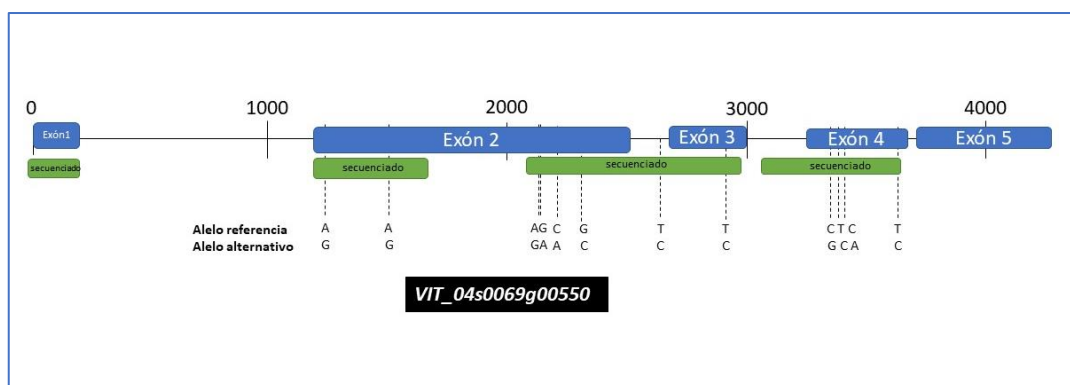 0 1000 2000 3000 4000
Exón1 Exón 2 Exón 3 Exón 4 Exón 5
secuenciado secuenciado secuenciado secuenciado
Alelo referencia A A AG C G T T C T C T
Alelo alternativo G G GA A C C C G C A C
VIT_04s0069g00550